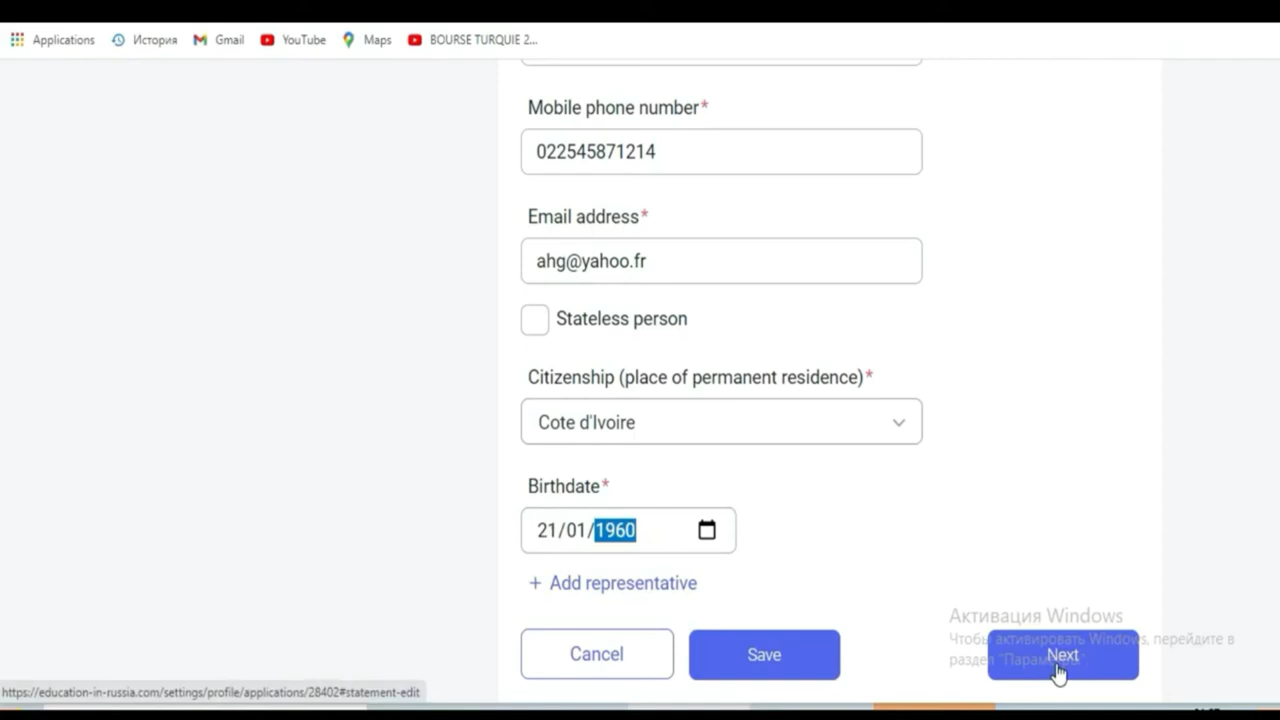 Applications История Gmail YouTube Maps BOURSE TURQUIE 2...
Mobile phone number*
022545871214
Email address*
ahg@yahoo.fr
Stateless person
Citizenship (place of permanent residence)*
Cote d'Ivoire
Birthdate*
21/01/1960
+ Add representative
Активация Windows
Чтобы активировать Windows, перейдите в
раздел "Параметры"
Cancel Save Next
https://education-in-russia.com/settings/profile/applications/28402#statement-edit